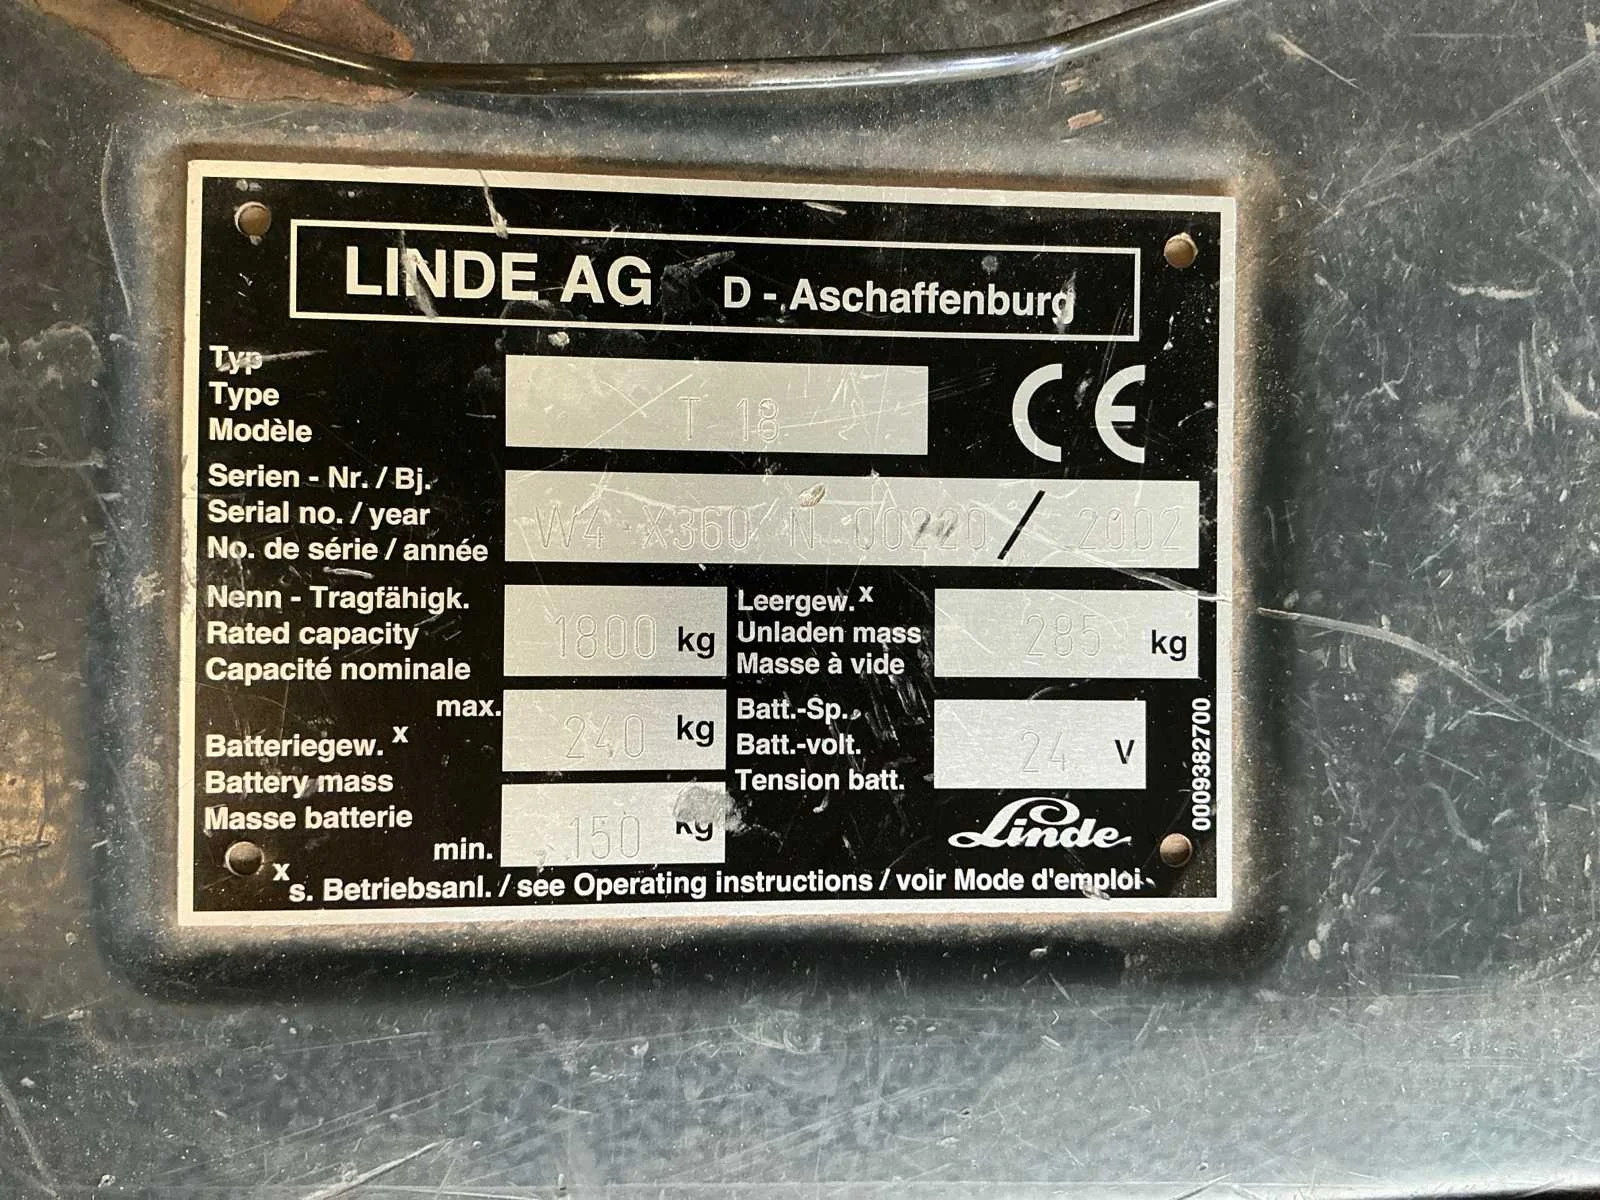 LINDE AG D - Aschaffenburg
Typ
Type
Modèle
T 18
CE
Serien - Nr. / Bj.
Serial no. / year
No. de série / année
W4 X360 N 00220 / 2002
Nenn - Tragfähigk.
Rated capacity
Capacité nominale
1800 kg
Leergew. x
Unladen mass
Masse à vide
285 kg
Batteriegew. x
Battery mass
Masse batterie
max. 240 kg
min. 150 kg
Batt.-Sp.
Batt.-volt.
Tension batt.
24 V
Linde
0009382700
x s. Betriebsanl. / see Operating instructions / voir Mode d'emploi